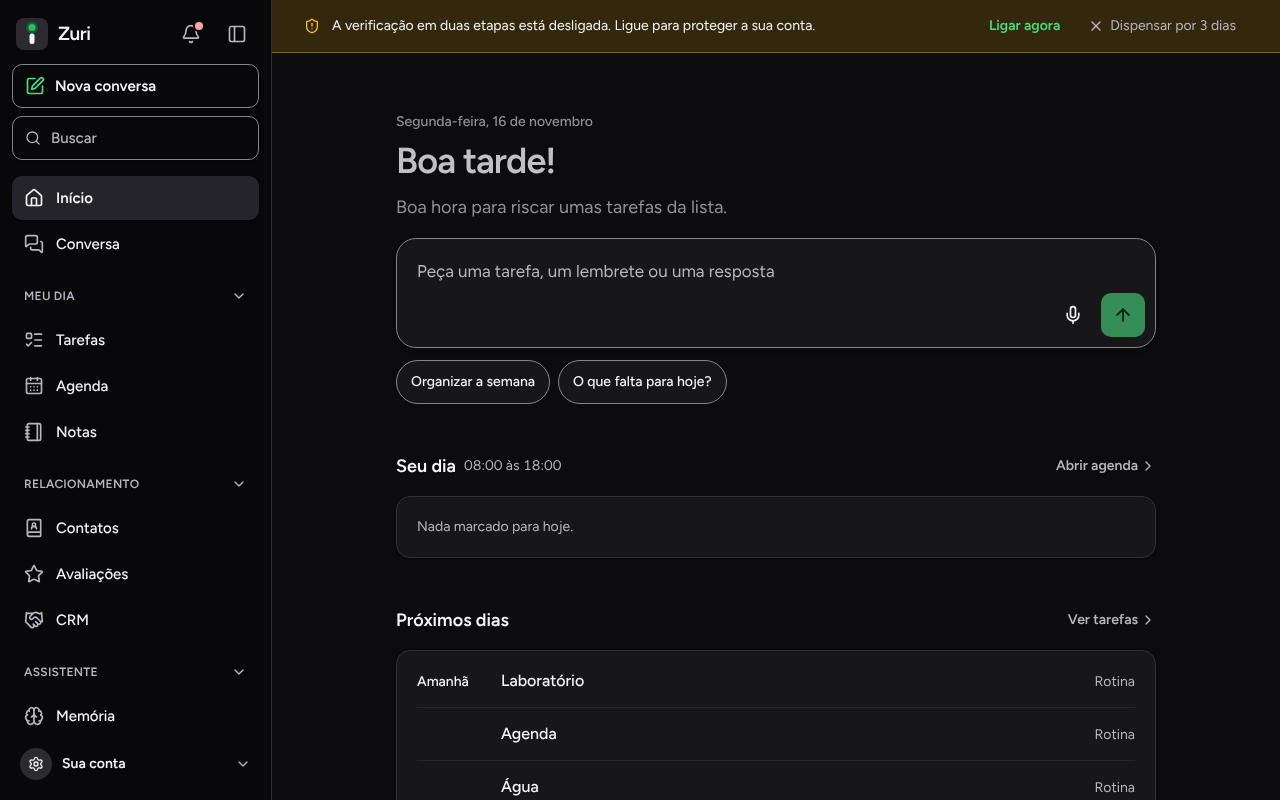 Zuri
Nova conversa
Buscar
Início
Conversa
MEU DIA
Tarefas
Agenda
Notas
RELACIONAMENTO
Contatos
Avaliações
CRM
ASSISTENTE
Memória
Sua conta
A verificação em duas etapas está desligada. Ligue para proteger a sua conta.
Ligar agora
Dispensar por 3 dias
Segunda-feira, 16 de novembro
Boa tarde!
Boa hora para riscar umas tarefas da lista.
Peça uma tarefa, um lembrete ou uma resposta
Organizar a semana
O que falta para hoje?
Seu dia 08:00 às 18:00
Abrir agenda
Nada marcado para hoje.
Próximos dias
Ver tarefas
Amanhã Laboratório Rotina
Agenda Rotina
Água Rotina